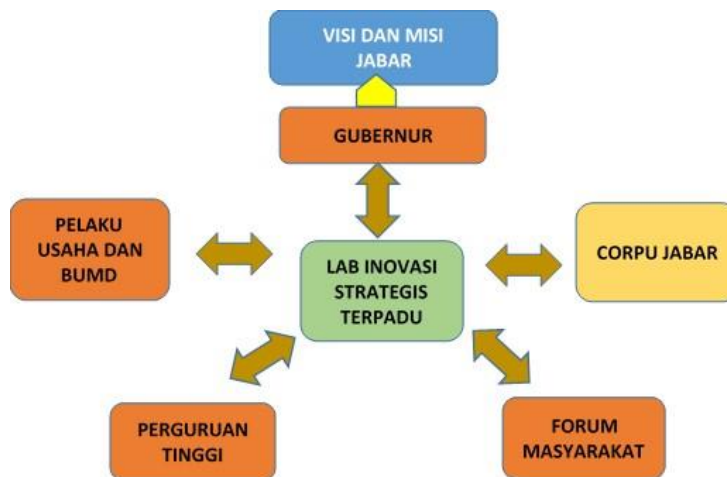 VISI DAN MISI
JABAR
GUBERNUR
PELAKU
USAHA DAN
BUMD
LAB INOVASI
STRATEGIS
TERPADU
CORPU JABAR
PERGURUAN
TINGGI
FORUM
MASYARAKAT